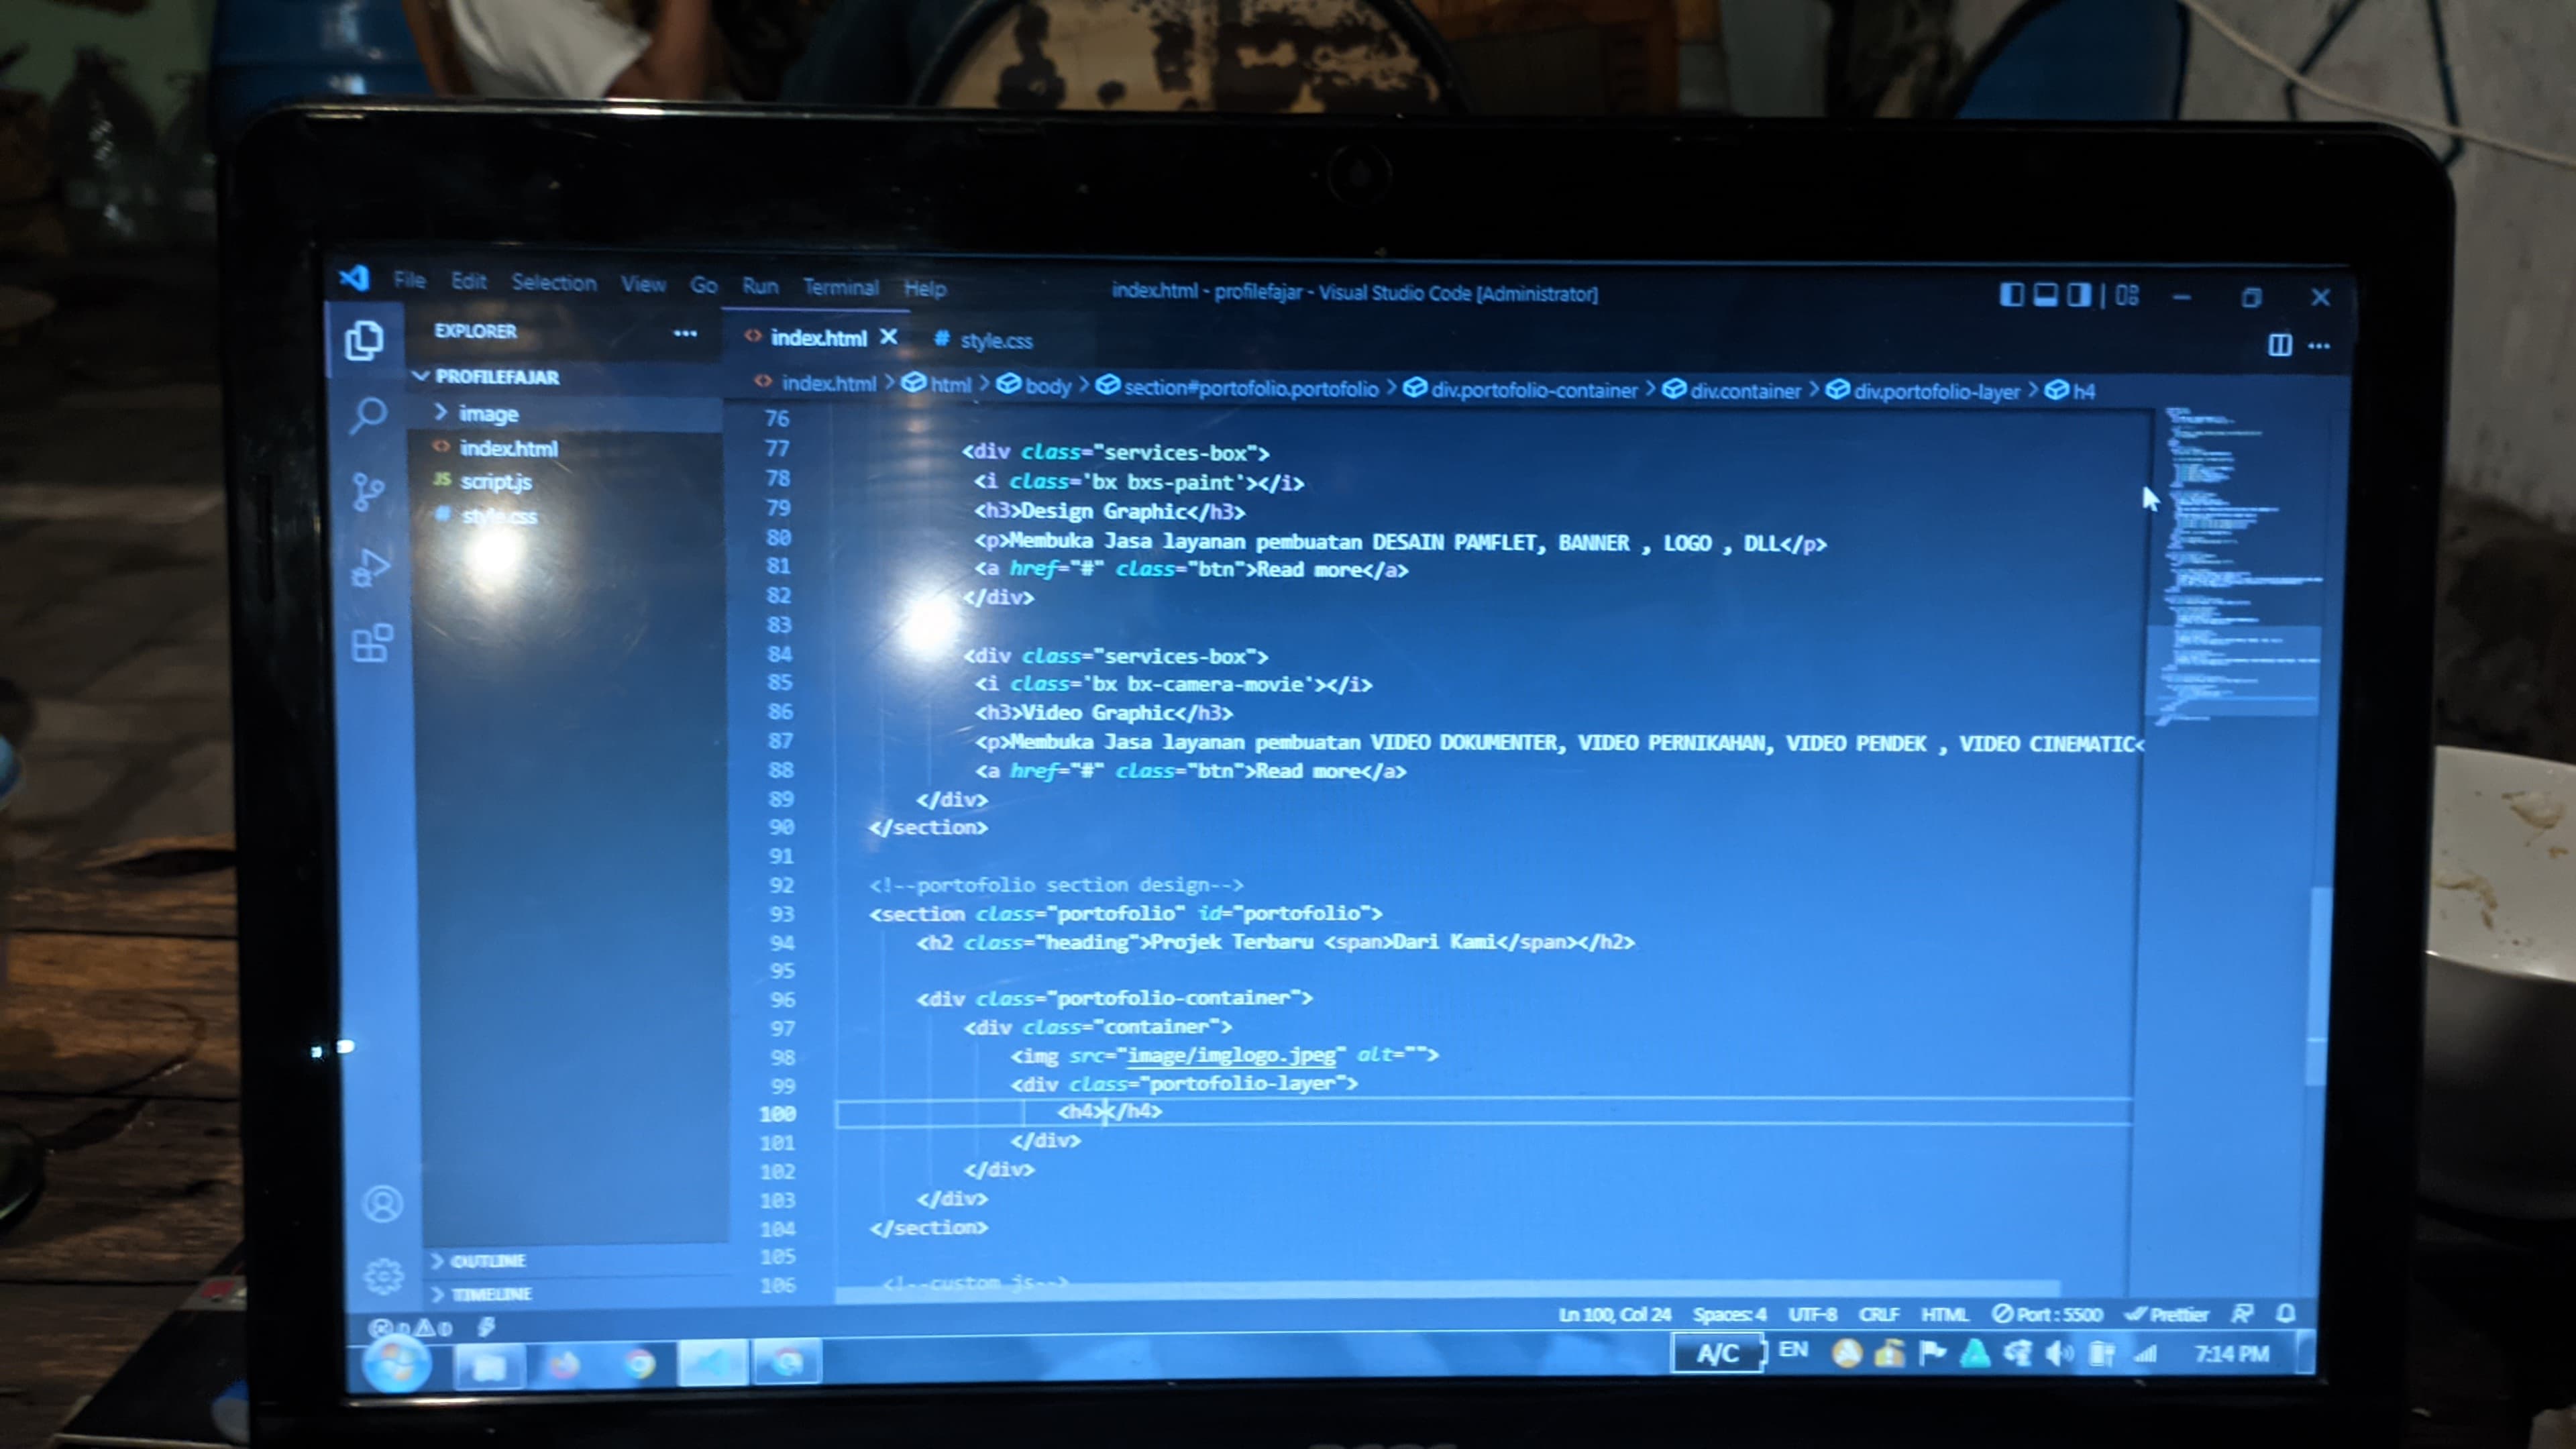 File Edit Selection View Go Run Terminal Help
index.html - profilefajar - Visual Studio Code [Administrator]
EXPLORER
index.html
style.css
PROFILEFAJAR
index.html > html > body > section#portofolio.portofolio > div.portofolio-container > div.container > div.portofolio-layer > h4
image
index.html
JS script.js
# style.css
76
77 <div class="services-box">
78 <i class='bx bxs-paint'></i>
79 <h3>Design Graphic</h3>
80 <p>Membuka Jasa layanan pembuatan DESAIN PAMFLET, BANNER , LOGO , DLL</p>
81 <a href="#" class="btn">Read more</a>
82 </div>
83
84 <div class="services-box">
85 <i class='bx bx-camera-movie'></i>
86 <h3>Video Graphic</h3>
87 <p>Membuka Jasa layanan pembuatan VIDEO DOKUMENTER, VIDEO PERNIKAHAN, VIDEO PENDEK , VIDEO CINEMATIC<
88 <a href="#" class="btn">Read more</a>
89 </div>
90 </section>
91
92 <!--portofolio section design-->
93 <section class="portofolio" id="portofolio">
94 <h2 class="heading">Projek Terbaru <span>Dari Kami</span></h2>
95
96 <div class="portofolio-container">
97 <div class="container">
98 <img src="image/imglogo.jpeg" alt="">
99 <div class="portofolio-layer">
100 <h4></h4>
101 </div>
102 </div>
103 </div>
104 </section>
105
106 <!--custom js-->
OUTLINE
TIMELINE
0 0
Ln 100, Col 24 Spaces: 4 UTF-8 CRLF HTML Port : 5500 Prettier
A/C EN 7:14 PM